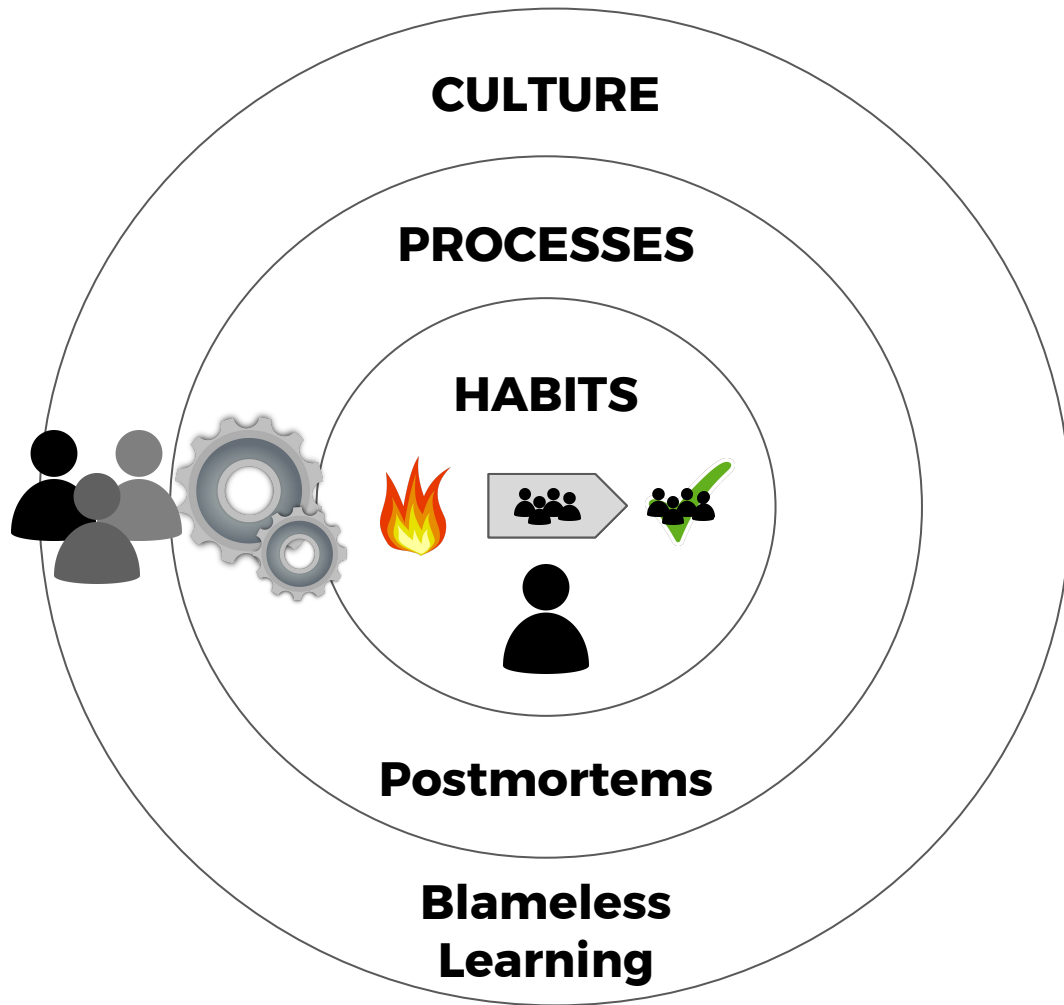 CULTURE
PROCESSES
HABITS
Postmortems
Blameless
Learning